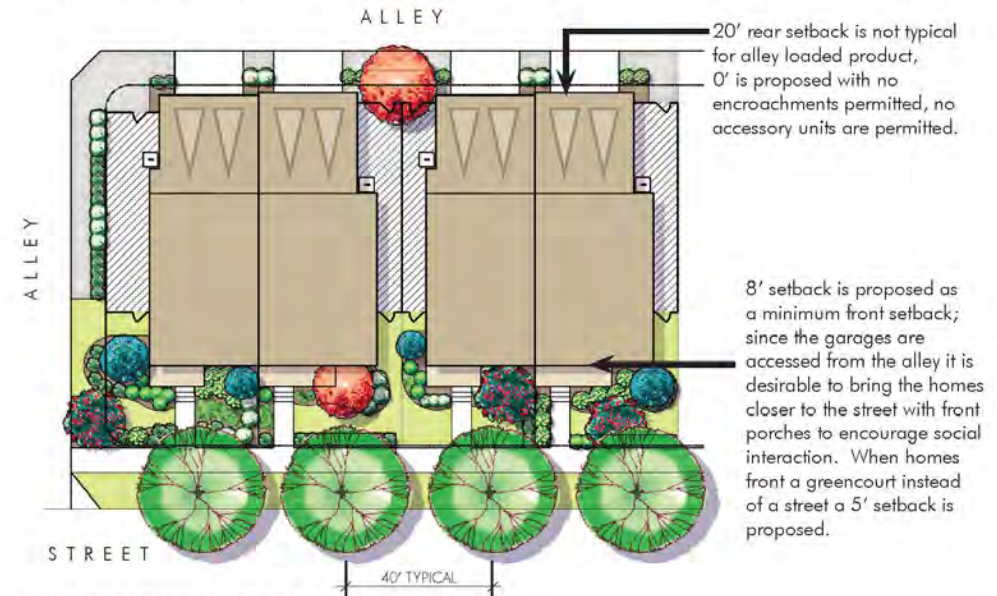 ALLEY
20' rear setback is not typical
for alley loaded product,
0' is proposed with no
encroachments permitted, no
accessory units are permitted.
ALLEY
8' setback is proposed as
a minimum front setback;
since the garages are
accessed from the alley it is
desirable to bring the homes
closer to the street with front
porches to encourage social
interaction. When homes
front a greencourt instead
of a street a 5' setback is
proposed.
STREET
40' TYPICAL